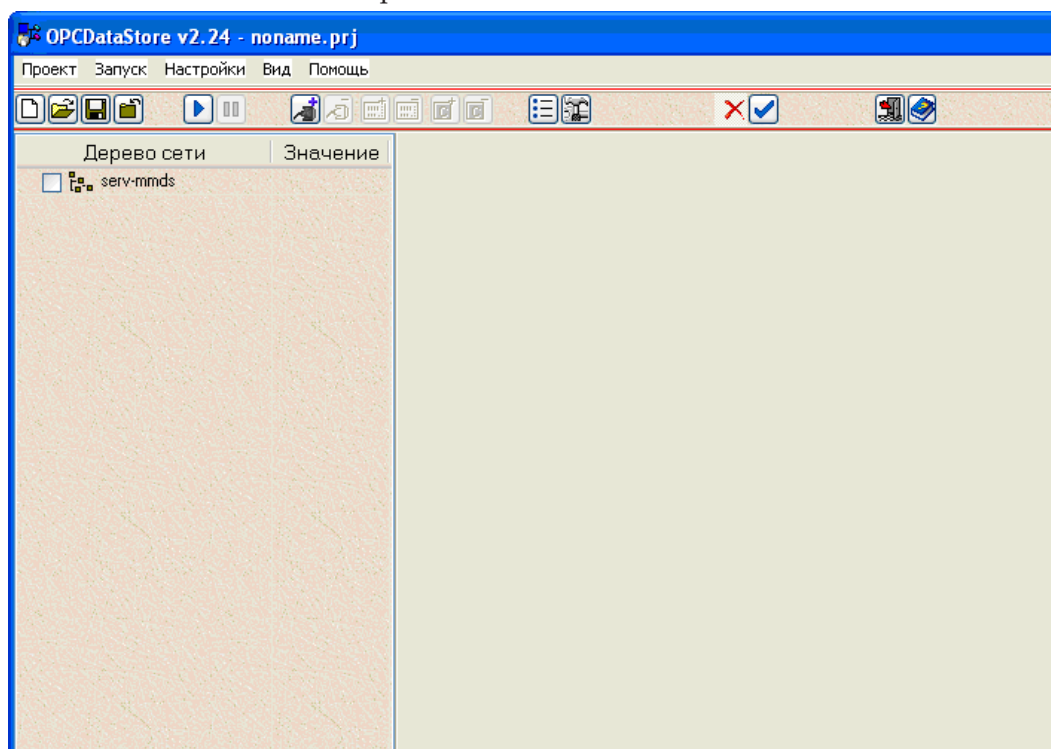 OPCDataStore v2.24 - noname.prj
Проект Запуск Настройки Вид Помощь
Дерево сети Значение
serv-mmds